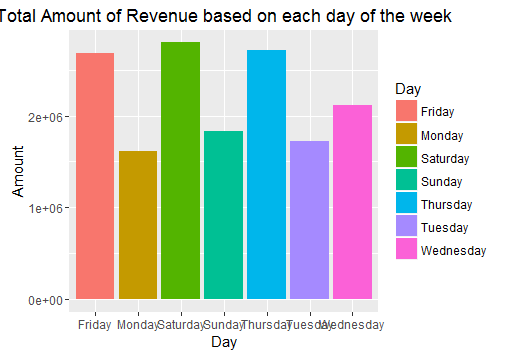 Total Amount of Revenue based on each day of the week
Amount
2e+06
1e+06
0e+00
Friday Monday Saturday Sunday Thursday Tuesday Wednesday
Day
Day
Friday
Monday
Saturday
Sunday
Thursday
Tuesday
Wednesday